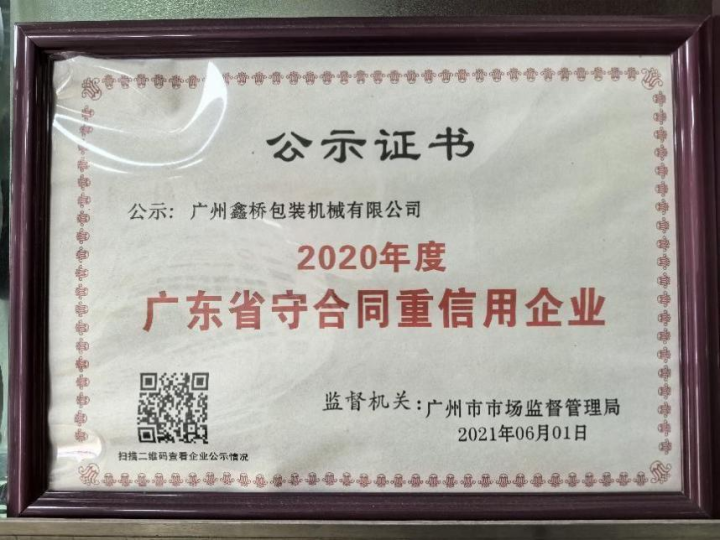 公示证书
公示：广州鑫桥包装机械有限公司
2020年度
广东省守合同重信用企业
监督机关：广州市市场监督管理局
2021年06月01日
扫描二维码查看企业公示情况